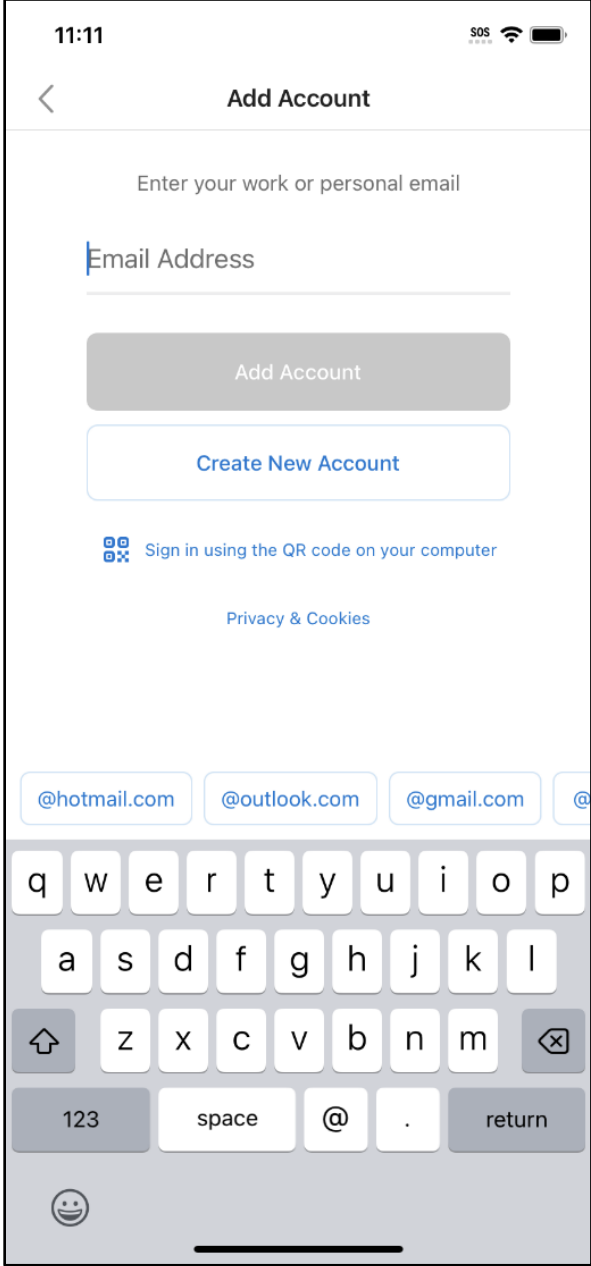 11:11 SOS
Add Account
Enter your work or personal email
Email Address
Add Account
Create New Account
Sign in using the QR code on your computer
Privacy & Cookies
@hotmail.com @outlook.com @gmail.com @
q w e r t y u i o p
a s d f g h j k l
z x c v b n m
123 space @ . return